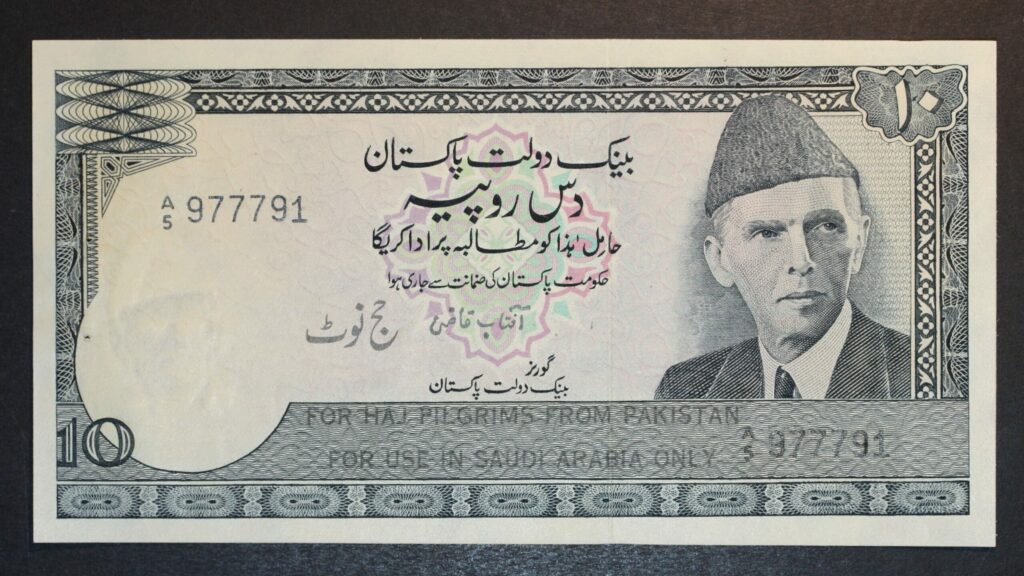 ۱۰
بینک دولت پاکستان
دس روپیہ
A/5 977791
حامل ہٰذا کو مطالبہ پر ادا کریگا
حکومت پاکستان کی ضمانت سے جاری ہوا
حج نوٹ
آفتاب قاضی
گورنر
بینک دولت پاکستان
FOR HAJ PILGRIMS FROM PAKISTAN
10
A/5 977791
FOR USE IN SAUDI ARABIA ONLY